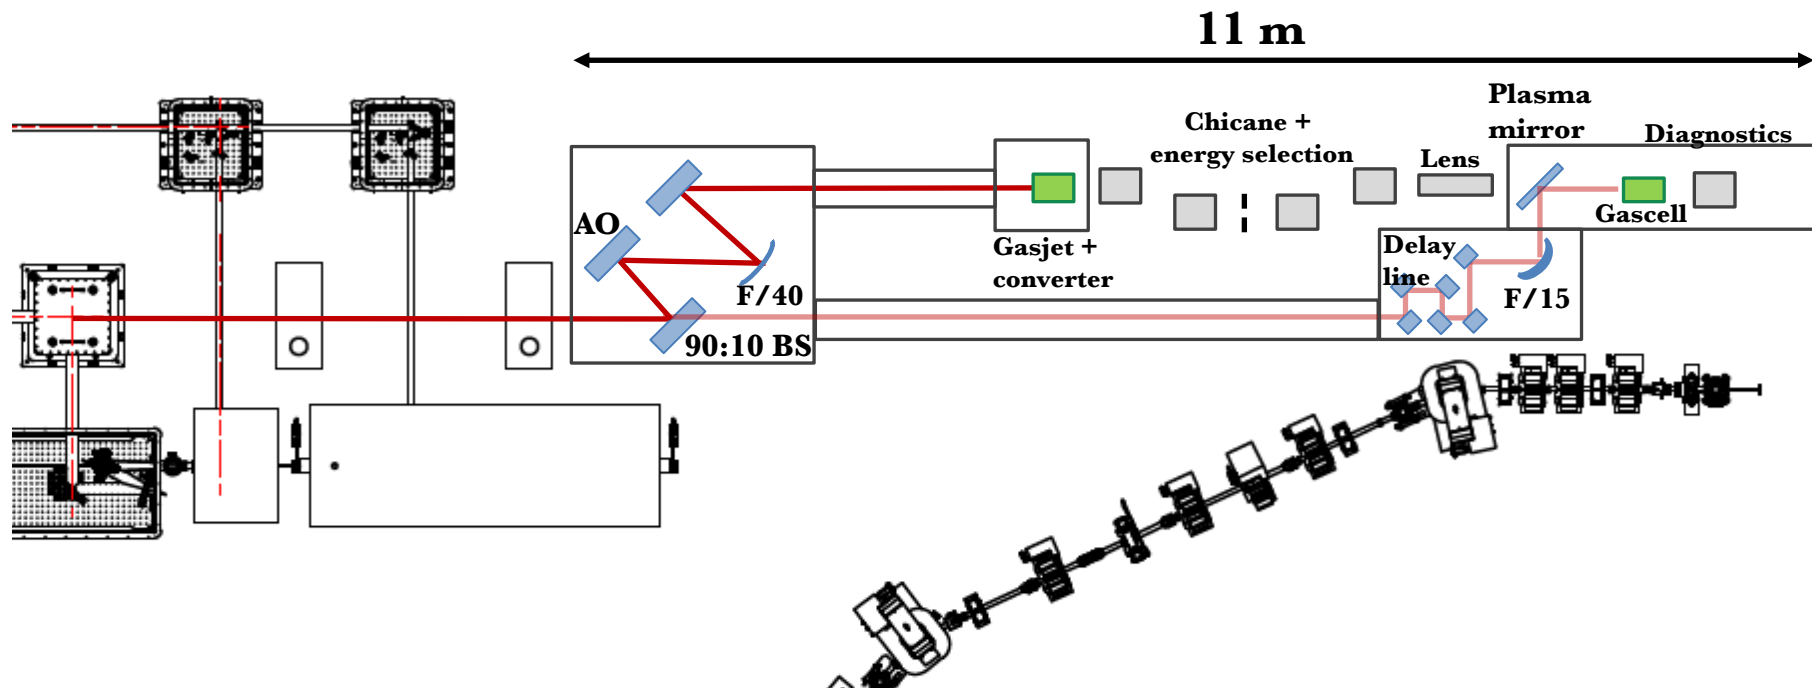 11 m
Plasma
mirror
Chicane +
energy selection
Diagnostics
Lens
AO
Gascell
Gasjet +
converter
Delay
line
F/40
F/15
90:10 BS